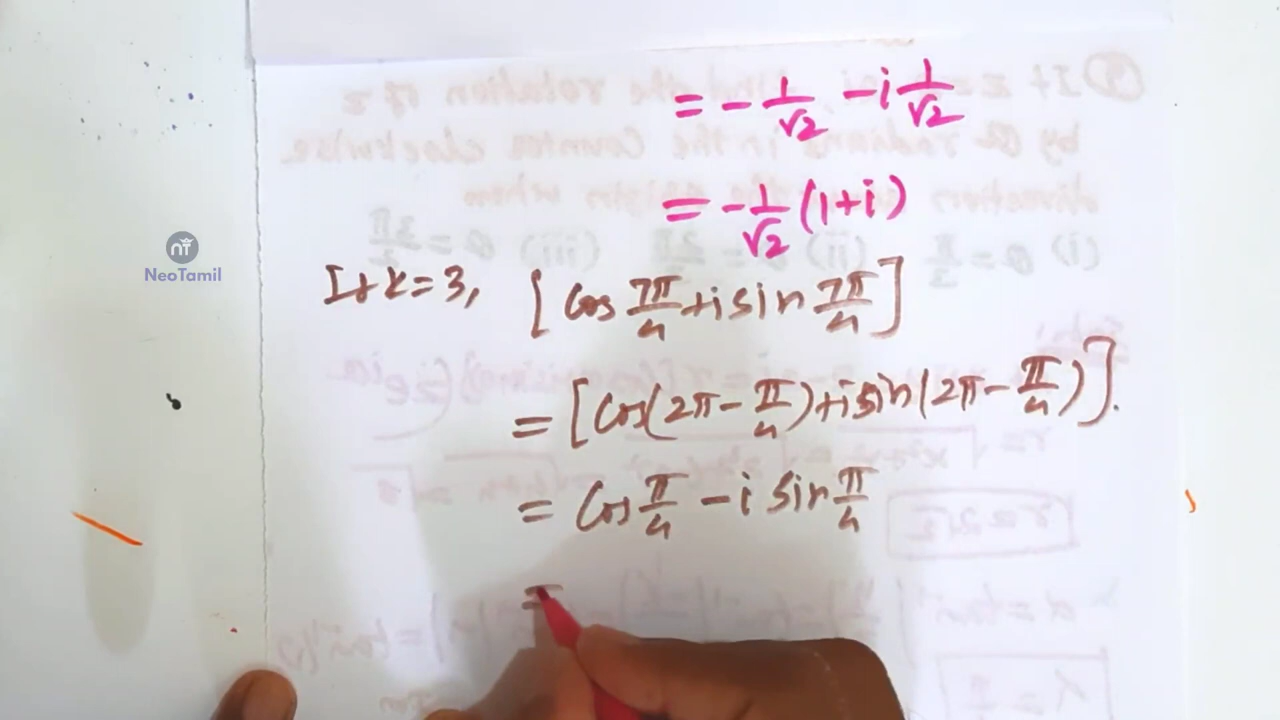 = -1/√2 - i 1/√2
= -1/√2 (1+i)
NeoTamil
If k=3, [cos 7π/4 + i sin 7π/4]
= [cos(2π - π/4) + i sin(2π - π/4)].
= cos π/4 - i sin π/4
=